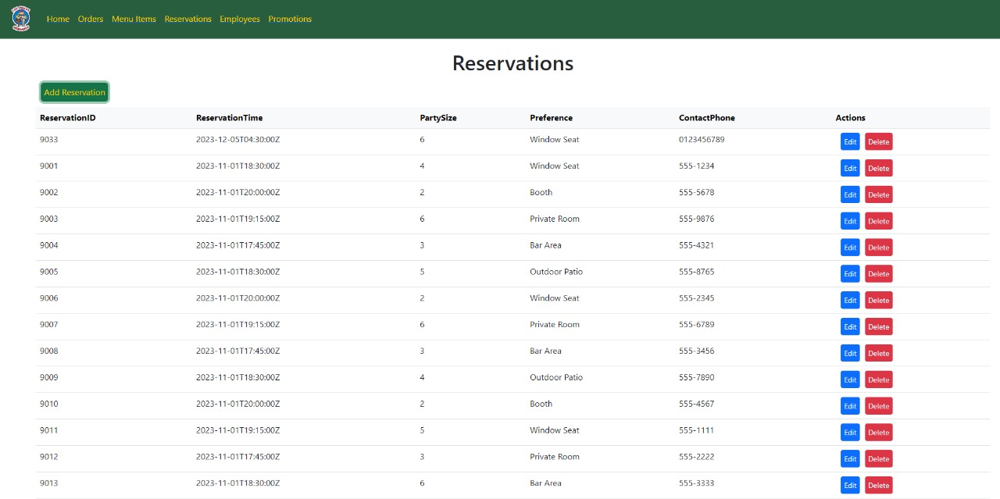 Home Orders Menu Items Reservations Employees Promotions
Reservations
Add Reservation
ReservationID ReservationTime PartySize Preference ContactPhone Actions
9033 2023-12-05T04:30:00Z 6 Window Seat 0123456789 Edit Delete
9001 2023-11-01T18:30:00Z 4 Window Seat 555-1234 Edit Delete
9002 2023-11-01T20:00:00Z 2 Booth 555-5678 Edit Delete
9003 2023-11-01T19:15:00Z 6 Private Room 555-9876 Edit Delete
9004 2023-11-01T17:45:00Z 3 Bar Area 555-4321 Edit Delete
9005 2023-11-01T18:30:00Z 5 Outdoor Patio 555-8765 Edit Delete
9006 2023-11-01T20:00:00Z 2 Window Seat 555-2345 Edit Delete
9007 2023-11-01T19:15:00Z 6 Private Room 555-6789 Edit Delete
9008 2023-11-01T17:45:00Z 3 Bar Area 555-3456 Edit Delete
9009 2023-11-01T18:30:00Z 4 Outdoor Patio 555-7890 Edit Delete
9010 2023-11-01T20:00:00Z 2 Booth 555-4567 Edit Delete
9011 2023-11-01T19:15:00Z 5 Window Seat 555-1111 Edit Delete
9012 2023-11-01T17:45:00Z 3 Private Room 555-2222 Edit Delete
9013 2023-11-01T18:30:00Z 6 Bar Area 555-3333 Edit Delete